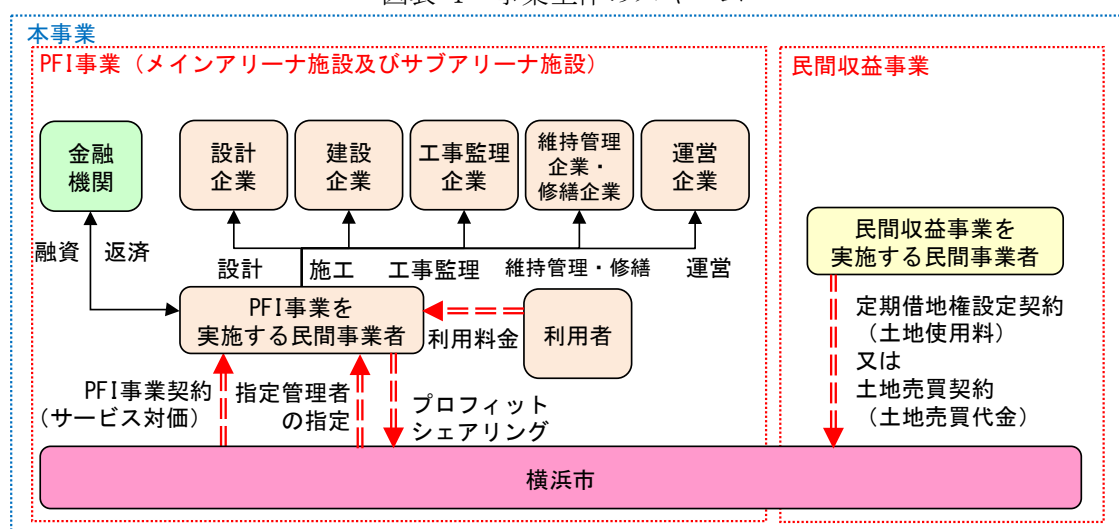 本事業
PFI事業（メインアリーナ施設及びサブアリーナ施設）
民間収益事業
金融
機関
設計
企業
建設
企業
工事監理
企業
維持管理
企業・
修繕企業
運営
企業
民間収益事業を
実施する民間事業者
融資
返済
設計
施工
工事監理
維持管理・修繕
運営
PFI事業を
実施する民間事業者
利用料金
利用者
定期借地権設定契約
（土地使用料）
又は
土地売買契約
（土地売買代金）
PFI事業契約
（サービス対価）
指定管理者
の指定
プロフィット
シェアリング
横浜市